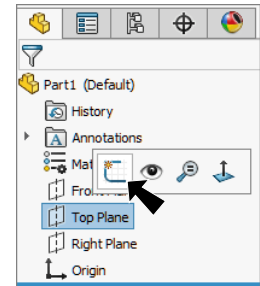 Part1 (Default)
History
Annotations
Mat
Fron
Top Plane
Right Plane
Origin